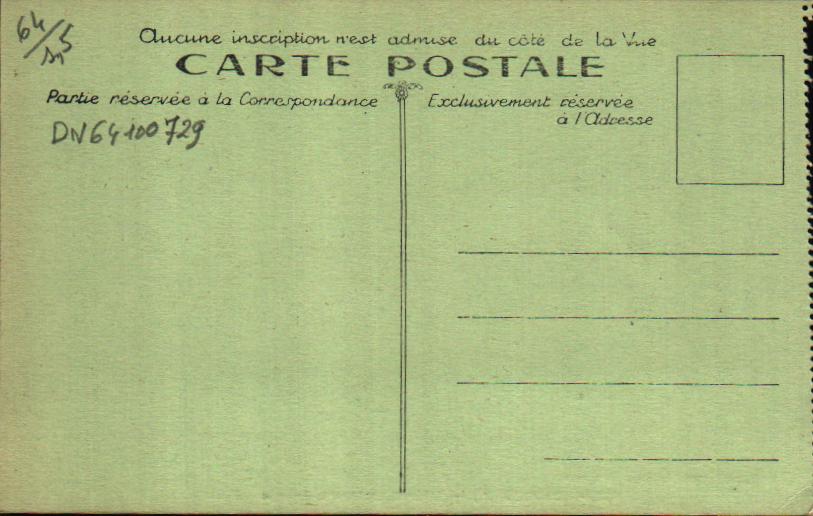 64/
Aucune inscription n'est admise du côté de la Vue
CARTE POSTALE
Partie réservée à la Correspondance
Exclusivement réservée
à l'Adresse
DN64100729